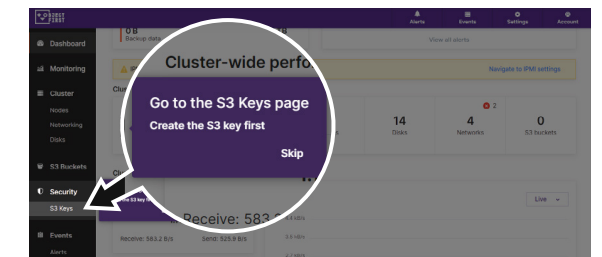 OBJECT
FIRST
Alerts
Events
Settings
Account
Dashboard
0 B
Backup data
View all alerts
Monitoring
Navigate to IPMI settings
Cluster-wide perfo
Cluster
Nodes
Networking
Disks
Go to the S3 Keys page
Create the S3 key first
Skip
2
14
4
0
Disks
Networks
S3 buckets
S3 Buckets
Security
S3 Keys
Live
Receive: 583
Receive: 583.2 B/s
Send: 525.9 B/s
Events
Alerts